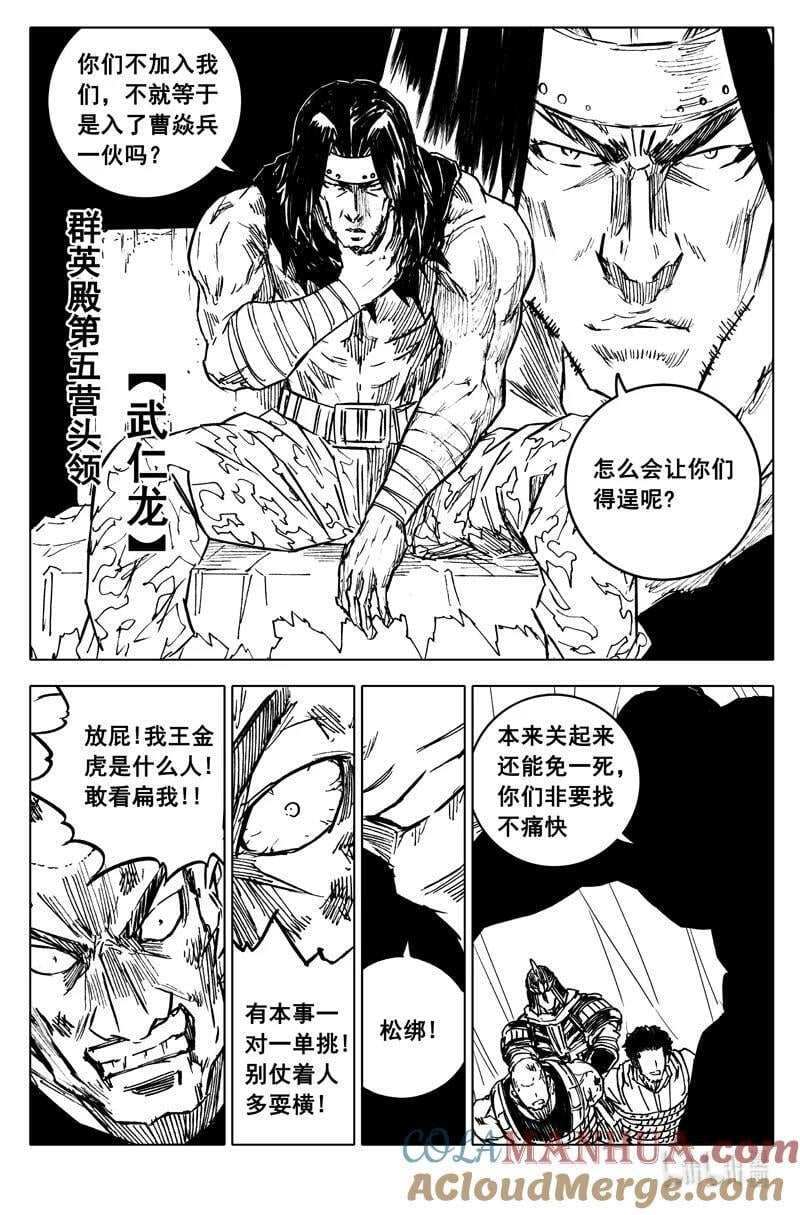 你们不加入我
们，不就等于
是入了曹焱兵
一伙吗？
群英殿第五营头领
【武仁龙】
怎么会让你们
得逞呢？
放屁！我王金
虎是什么人！
敢看扁我！！
有本事一
对一单挑！
别仗着人
多耍横！
松绑！
本来关起来
还能免一死，
你们非要找
不痛快
COLAMANHUA.COM
ACloudMerge.com